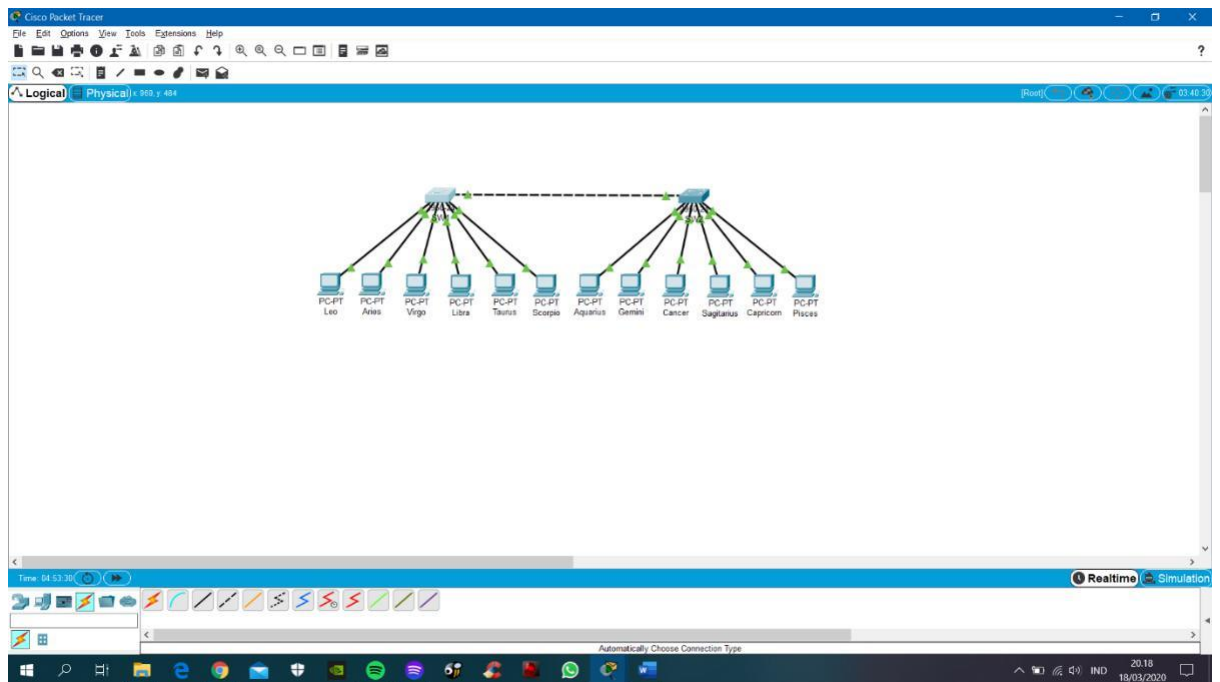 Cisco Packet Tracer
File Edit Options View Tools Extensions Help
?
Logical Physical x: 960, y: 484 [Root] 03:40:30
PC-PT PC-PT PC-PT PC-PT PC-PT PC-PT PC-PT PC-PT PC-PT PC-PT PC-PT PC-PT
Leo Aries Virgo Libra Taurus Scorpio Aquarius Gemini Cancer Sagitarius Capricorn Pisces
Time: 04:53:30 Realtime Simulation
Automatically Choose Connection Type
IND 20.18
18/03/2020